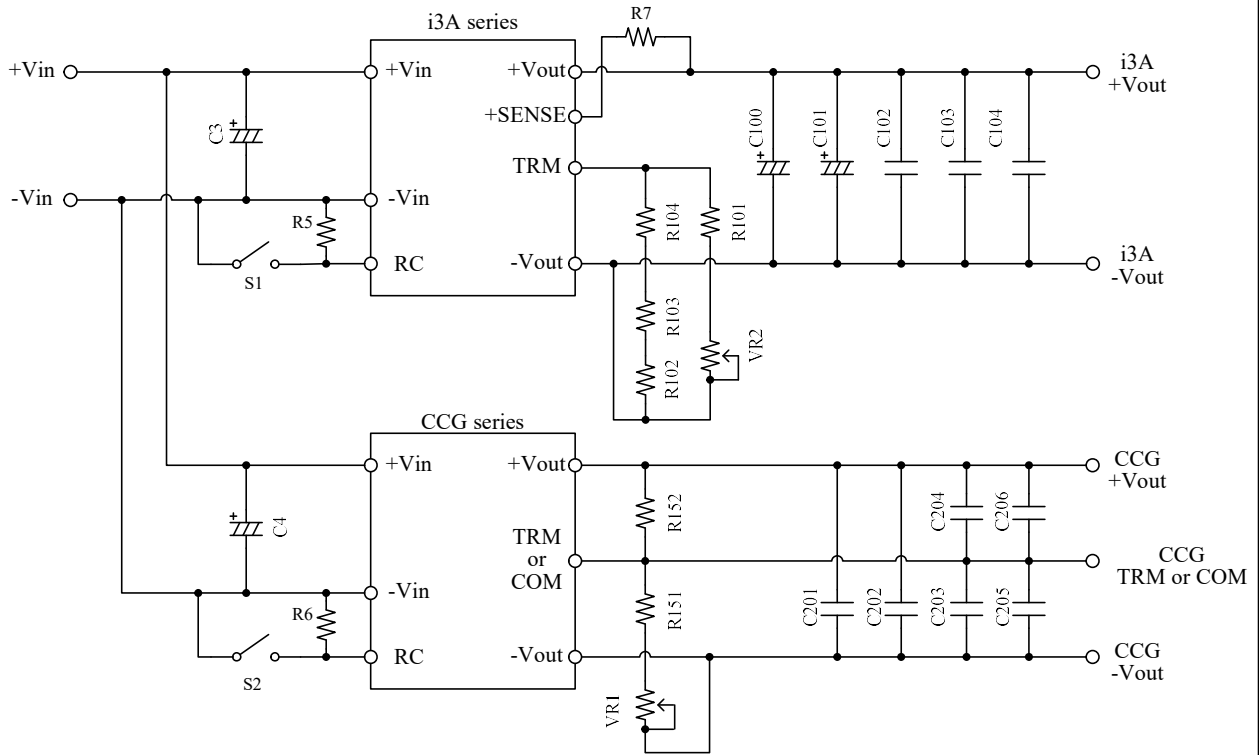 i3A series
R7
+Vin
+Vin
+Vout
i3A
+Vout
+SENSE
C3
+
C100
+
C101
+
C102
C103
C104
TRM
-Vin
-Vin
R5
R104
R101
S1
RC
-Vout
i3A
-Vout
R103
VR2
R102
CCG series
+Vin
+Vout
CCG
+Vout
C4
+
R152
C204
C206
TRM
or
COM
CCG
TRM or COM
-Vin
R6
R151
C201
C202
C203
C205
S2
RC
-Vout
CCG
-Vout
VR1